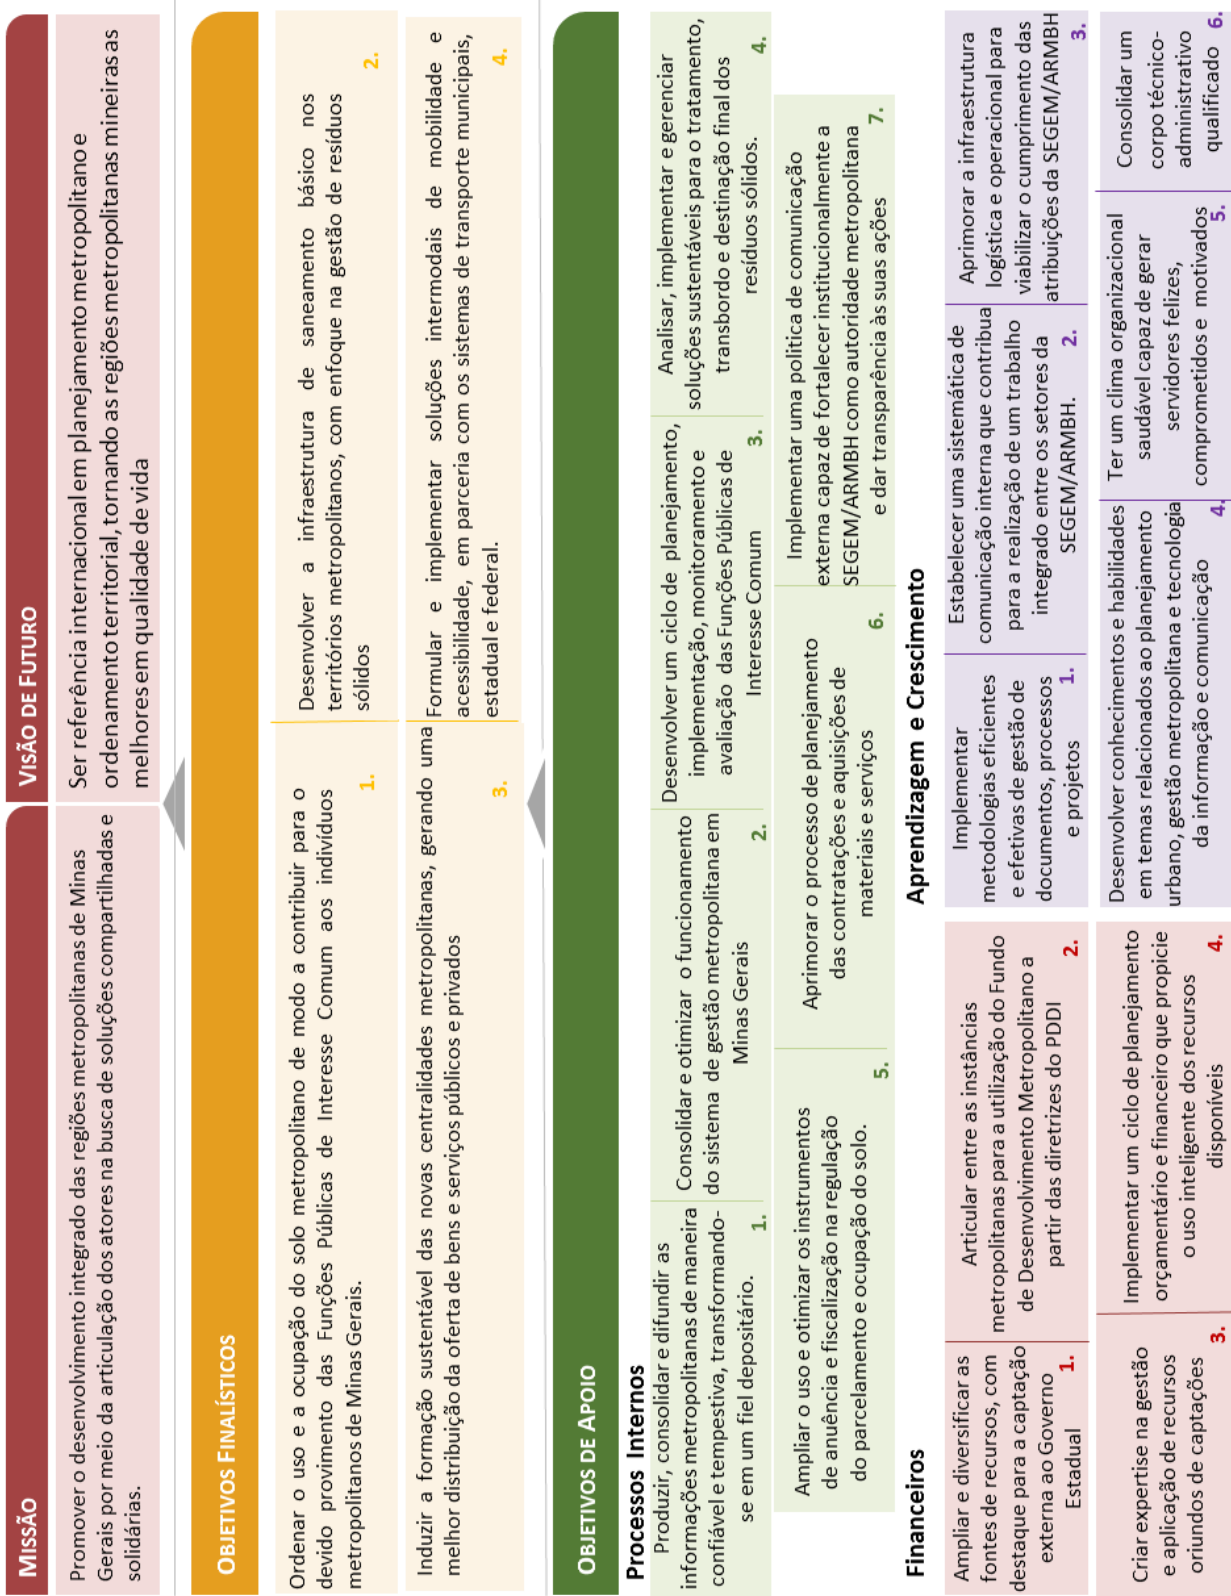 MISSÃO
Promover o desenvolvimento integrado das regiões metropolitanas de Minas
Gerais por meio da articulação dos atores na busca de soluções compartilhadas e
solidárias.
VISÃO DE FUTURO
Ser referência internacional em planejamento metropolitano e
ordenamento territorial, tornando as regiões metropolitanas mineiras as
melhores em qualidade de vida
OBJETIVOS FINALÍSTICOS
Ordenar o uso e a ocupação do solo metropolitano de modo a contribuir para o
devido provimento das Funções Públicas de Interesse Comum aos indivíduos
metropolitanos de Minas Gerais.
1.
Desenvolver a infraestrutura de saneamento básico nos
territórios metropolitanos, com enfoque na gestão de resíduos
sólidos
2.
Induzir a formação sustentável das novas centralidades metropolitanas, gerando uma
melhor distribuição da oferta de bens e serviços públicos e privados
3.
Formular e implementar soluções intermodais de mobilidade e
acessibilidade, em parceria com os sistemas de transporte municipais,
estadual e federal.
4.
OBJETIVOS DE APOIO
Processos Internos
Produzir, consolidar e difundir as
informações metropolitanas de maneira
confiável e tempestiva, transformando-
se em um fiel depositário.
1.
Consolidar e otimizar o funcionamento
do sistema de gestão metropolitana em
Minas Gerais
2.
Desenvolver um ciclo de planejamento,
implementação, monitoramento e
avaliação das Funções Públicas de
Interesse Comum
3.
Analisar, implementar e gerenciar
soluções sustentáveis para o tratamento,
transbordo e destinação final dos
resíduos sólidos.
4.
Ampliar o uso e otimizar os instrumentos
de anuência e fiscalização na regulação
do parcelamento e ocupação do solo.
5.
Aprimorar o processo de planejamento
das contratações e aquisições de
materiais e serviços
6.
Implementar uma política de comunicação
externa capaz de fortalecer institucionalmente a
SEGEM/ARMBH como autoridade metropolitana
e dar transparência às suas ações
7.
Financeiros
Ampliar e diversificar as
fontes de recursos, com
destaque para a captação
externa ao Governo
Estadual
1.
Articular entre as instâncias
metropolitanas para a utilização do Fundo
de Desenvolvimento Metropolitano a
partir das diretrizes do PDDI
2.
Criar expertise na gestão
e aplicação de recursos
oriundos de captações
3.
Implementar um ciclo de planejamento
orçamentário e financeiro que propicie
o uso inteligente dos recursos
disponíveis
4.
Aprendizagem e Crescimento
Implementar
metodologias eficientes
e efetivas de gestão de
documentos, processos
e projetos
1.
Estabelecer uma sistemática de
comunicação interna que contribua
para a realização de um trabalho
integrado entre os setores da
SEGEM/ARMBH.
2.
Aprimorar a infraestrutura
logística e operacional para
viabilizar o cumprimento das
atribuições da SEGEM/ARMBH
3.
Desenvolver conhecimentos e habilidades
em temas relacionados ao planejamento
urbano, gestão metropolitana e tecnologia
da informação e comunicação
4.
Ter um clima organizacional
saudável capaz de gerar
servidores felizes,
comprometidos e motivados
5.
Consolidar um
corpo técnico-
administrativo
qualificado
6.